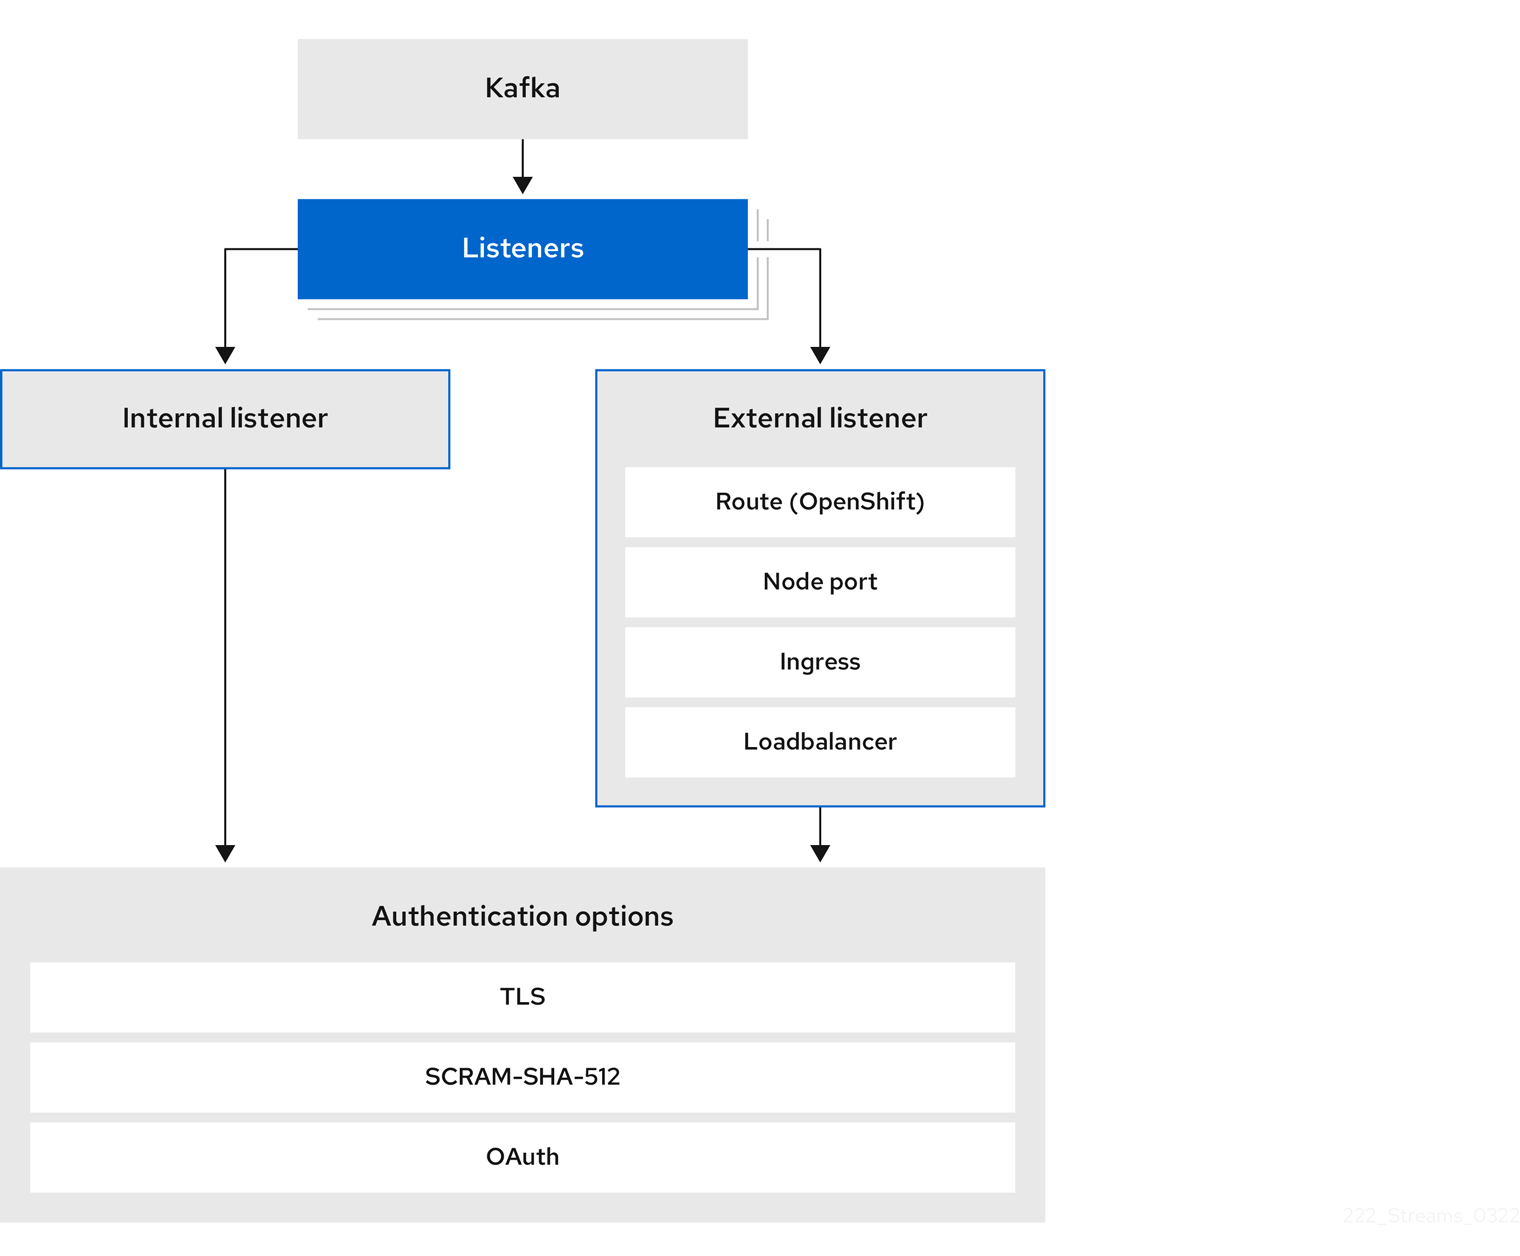 Kafka
Listeners
Internal listener
External listener
Route (OpenShift)
Node port
Ingress
Loadbalancer
Authentication options
TLS
SCRAM-SHA-512
OAuth
222_Streams_0322